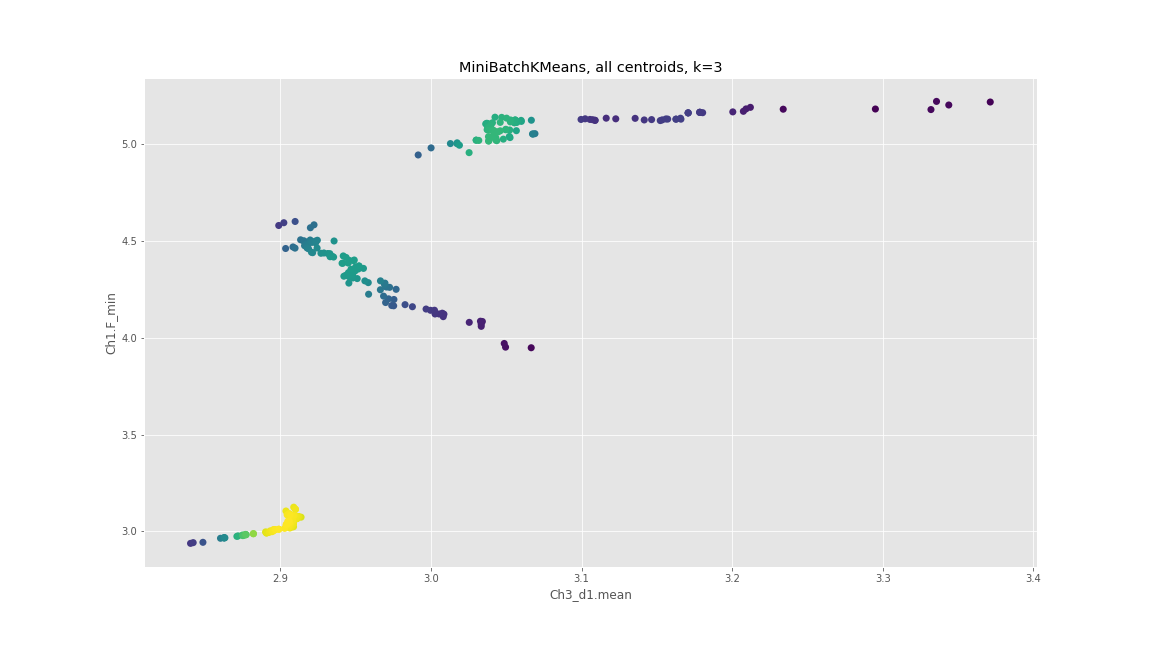 MiniBatchKMeans, all centroids, k=3
Ch1.F_min
5.0
4.5
4.0
3.5
3.0
2.9 3.0 3.1 3.2 3.3 3.4
Ch3_d1.mean